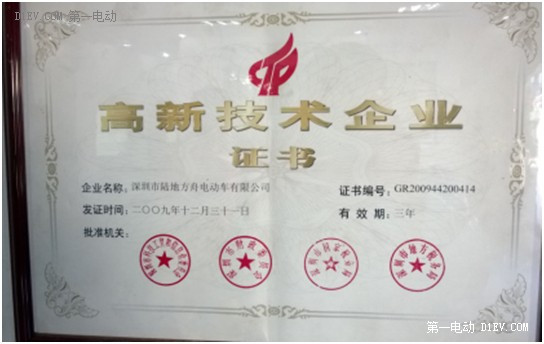 D1EV.COM 第一电动
高新技术企业
证书
企业名称：深圳市陆地方舟电动车有限公司
证书编号：GR200944200414
发证时间：二〇〇九年十二月三十一日
有效期：三年
批准机关：
第一电动 D1EV.COM